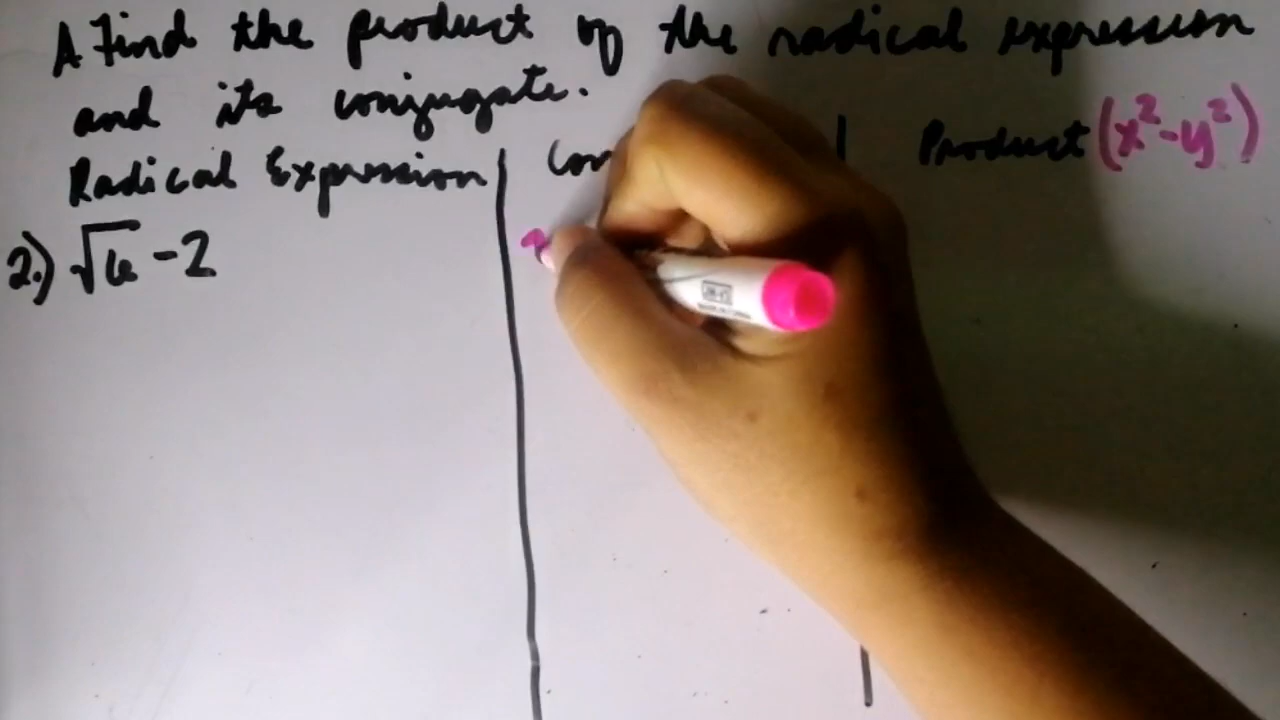 A. Find the product of the radical expression
and its conjugate.
Radical Expression Product (x²-y²)
2.) √6 - 2